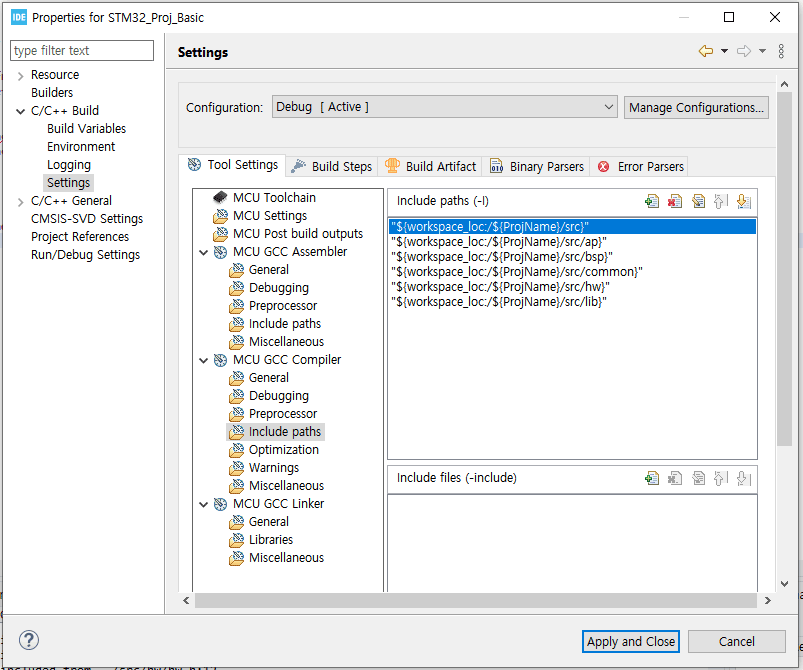 IDE Properties for STM32_Proj_Basic
type filter text
Resource
Builders
C/C++ Build
Build Variables
Environment
Logging
Settings
C/C++ General
CMSIS-SVD Settings
Project References
Run/Debug Settings
Settings
Configuration: Debug [ Active ] Manage Configurations...
Tool Settings Build Steps Build Artifact Binary Parsers Error Parsers
MCU Toolchain
MCU Settings
MCU Post build outputs
MCU GCC Assembler
General
Debugging
Preprocessor
Include paths
Miscellaneous
MCU GCC Compiler
General
Debugging
Preprocessor
Include paths
Optimization
Warnings
Miscellaneous
MCU GCC Linker
General
Libraries
Miscellaneous
Include paths (-I)
"${workspace_loc:/${ProjName}/src}"
"${workspace_loc:/${ProjName}/src/ap}"
"${workspace_loc:/${ProjName}/src/bsp}"
"${workspace_loc:/${ProjName}/src/common}"
"${workspace_loc:/${ProjName}/src/hw}"
"${workspace_loc:/${ProjName}/src/lib}"
Include files (-include)
Apply and Close Cancel